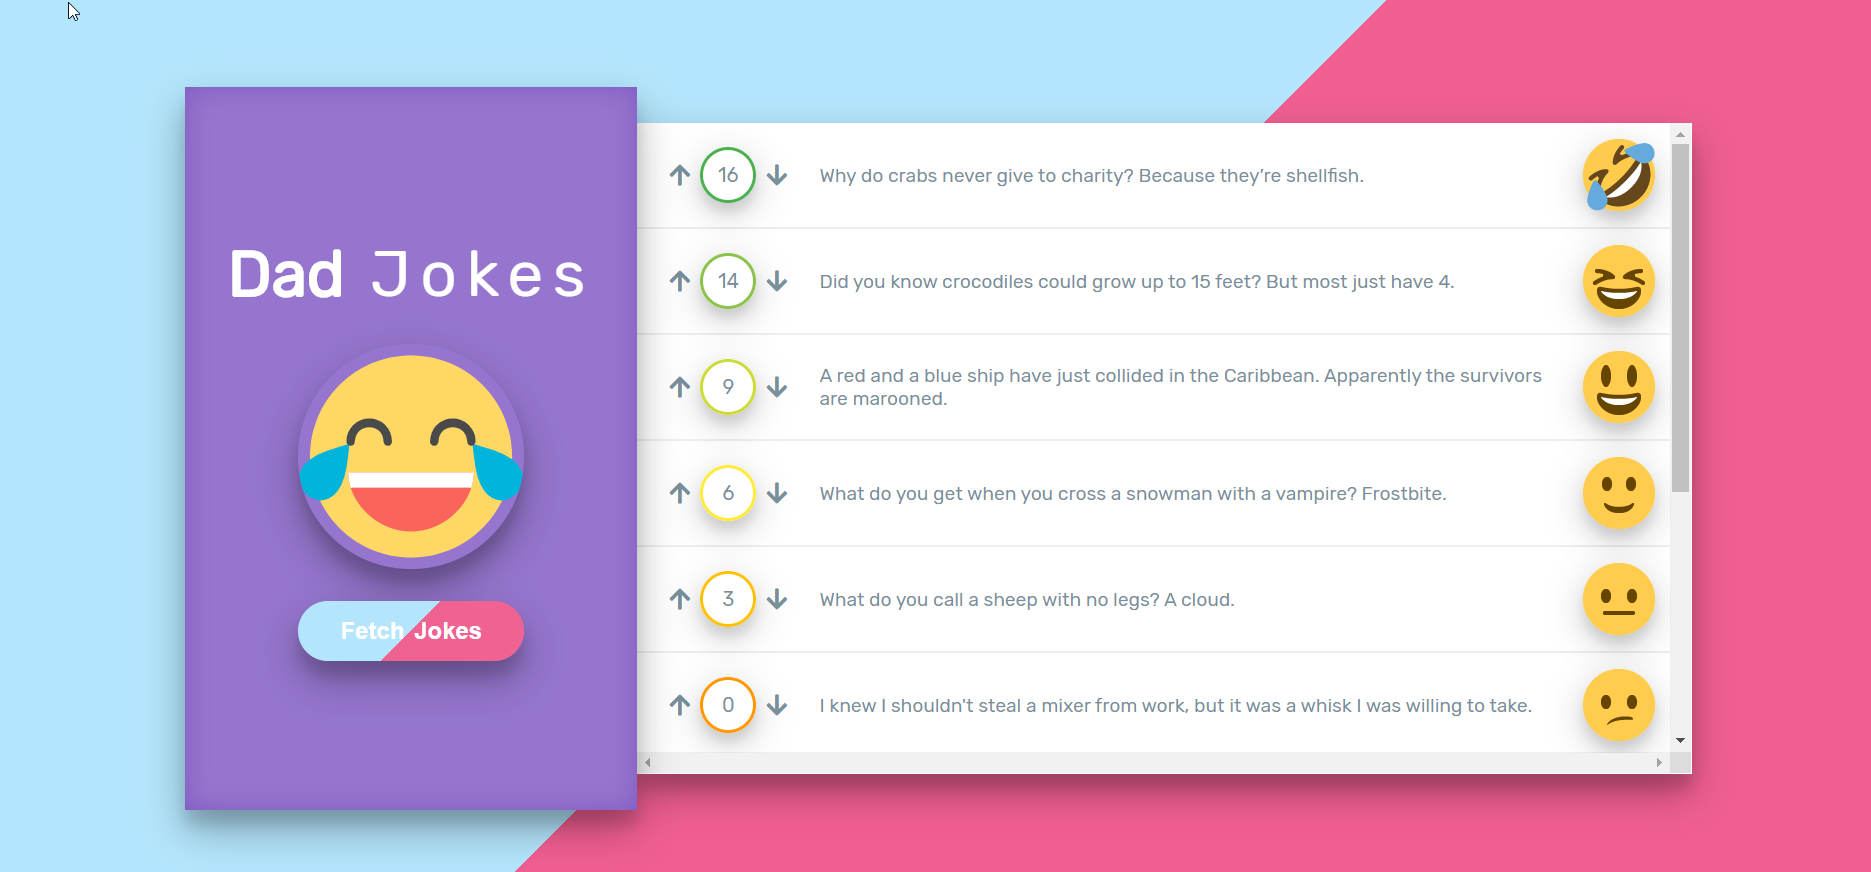 Dad Jokes
Fetch Jokes
16
Why do crabs never give to charity? Because they’re shellfish.
14
Did you know crocodiles could grow up to 15 feet? But most just have 4.
9
A red and a blue ship have just collided in the Caribbean. Apparently the survivors
are marooned.
6
What do you get when you cross a snowman with a vampire? Frostbite.
3
What do you call a sheep with no legs? A cloud.
0
I knew I shouldn't steal a mixer from work, but it was a whisk I was willing to take.